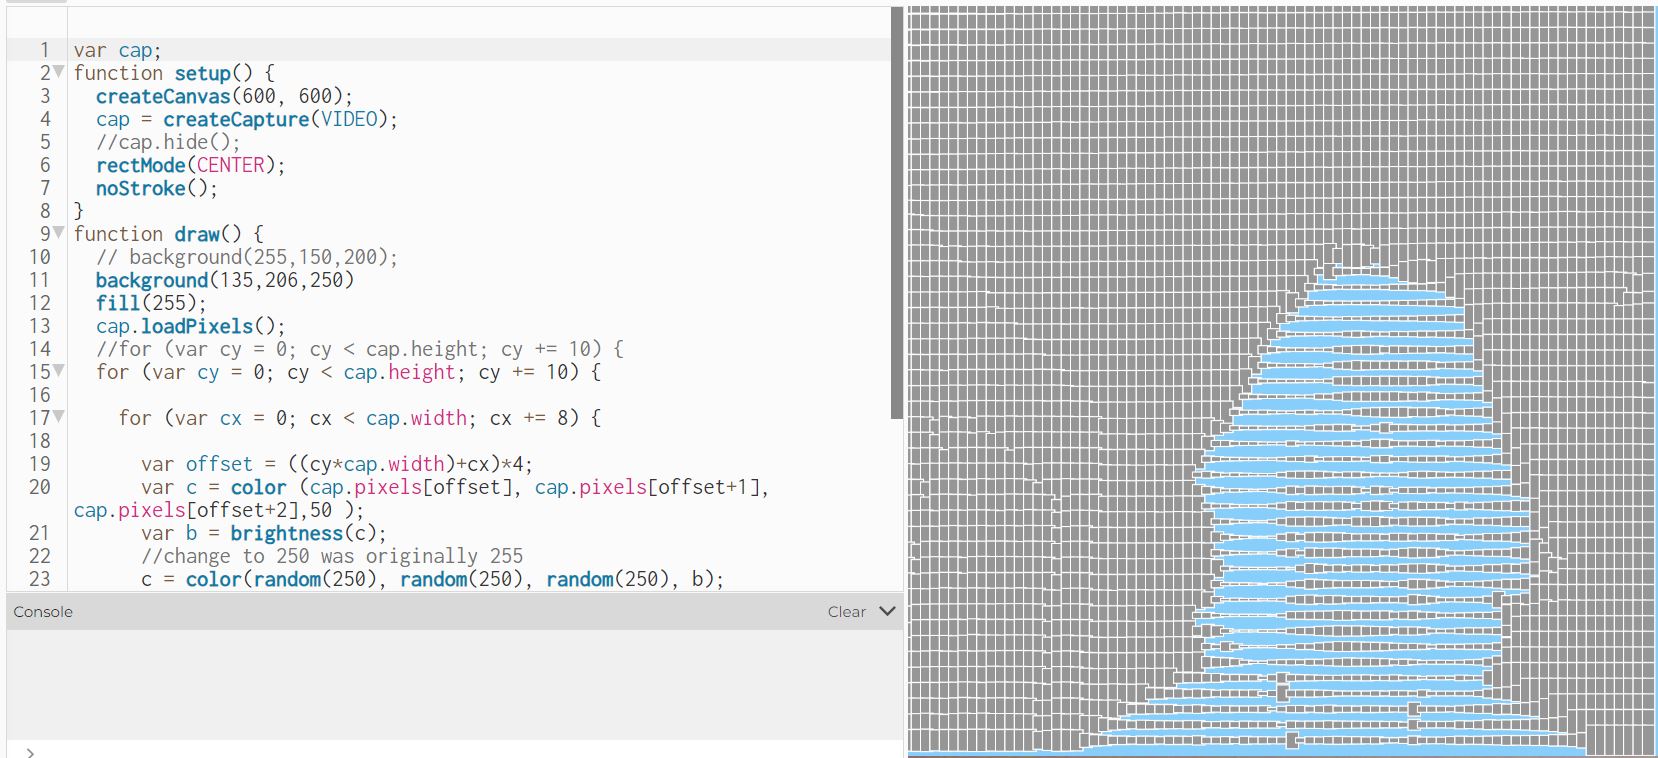 1 var cap;
2 function setup() {
3 createCanvas(600, 600);
4 cap = createCapture(VIDEO);
5 //cap.hide();
6 rectMode(CENTER);
7 noStroke();
8 }
9 function draw() {
10 // background(255,150,200);
11 background(135,206,250)
12 fill(255);
13 cap.loadPixels();
14 //for (var cy = 0; cy < cap.height; cy += 10) {
15 for (var cy = 0; cy < cap.height; cy += 10) {
16
17 for (var cx = 0; cx < cap.width; cx += 8) {
18
19 var offset = ((cy*cap.width)+cx)*4;
20 var c = color (cap.pixels[offset], cap.pixels[offset+1],
cap.pixels[offset+2],50 );
21 var b = brightness(c);
22 //change to 250 was originally 255
23 c = color(random(250), random(250), random(250), b);
Console Clear
>